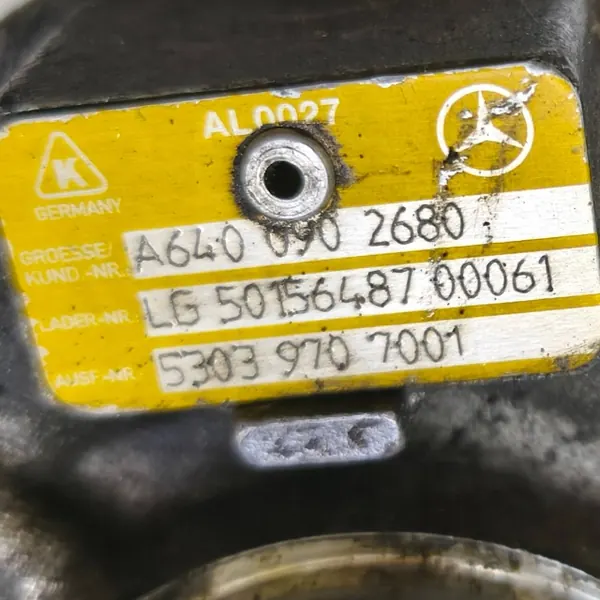 AL0027
K
GERMANY
GROESSE/
KUND.-NR.: A640 090 2680
LADER-NR.: LG 50156487 00061
AUSF-NR. 5303 970 7001